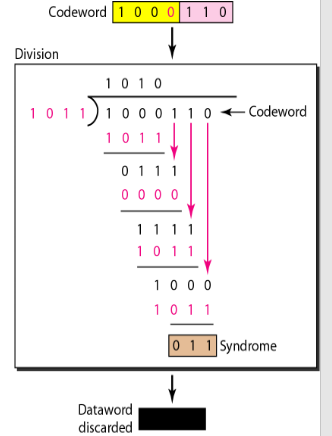 Codeword 1 0 0 0 1 1 0
Division
1 0 1 0
1 0 1 1 ) 1 0 0 0 1 1 0 Codeword
1 0 1 1
0 1 1 1
0 0 0 0
1 1 1 1
1 0 1 1
1 0 0 0
1 0 1 1
0 1 1 Syndrome
Dataword
discarded